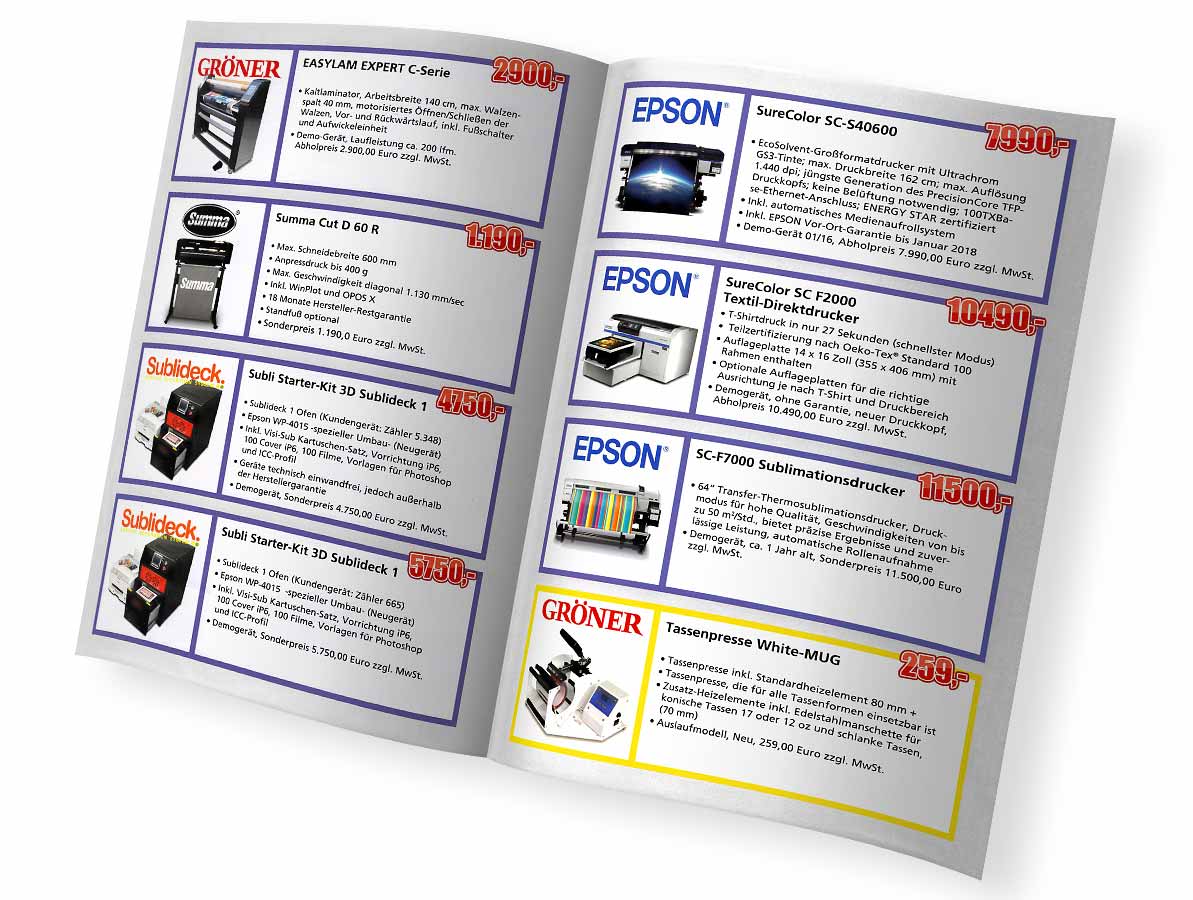 GRÖNER
EASYLAM EXPERT C-Serie
2900,-
• Kaltlaminator, Arbeitsbreite 140 cm, max. Walzen-
spalt 40 mm, motorisiertes Öffnen/Schließen der
Walzen, Vor- und Rückwärtslauf, inkl. Fußschalter
und Aufwickeleinheit
• Demo-Gerät, Laufleistung ca. 200 lfm.
Abholpreis 2.900,00 Euro zzgl. MwSt.
Summa
Summa
Summa Cut D 60 R
1.190,-
• Max. Schneidebreite 600 mm
• Anpressdruck bis 400 g
• Max. Geschwindigkeit diagonal 1.130 mm/sec
• Inkl. WinPlot und OPOS X
• 18 Monate Hersteller-Restgarantie
• Standfuß optional
• Sonderpreis 1.190,0 Euro zzgl. MwSt.
Sublideck.
Subli Starter-Kit 3D Sublideck 1
4750,-
• Sublideck 1 Ofen (Kundengerät: Zähler 5.348)
• Epson WP-4015 -spezieller Umbau- (Neugerät)
• Inkl. Visi-Sub Kartuschen-Satz, Vorrichtung iP6,
100 Cover iP6, 100 Filme, Vorlagen für Photoshop
und ICC-Profil
• Geräte technisch einwandfrei, jedoch außerhalb
der Herstellergarantie
• Demogerät, Sonderpreis 4.750,00 Euro zzgl. MwSt.
Sublideck.
Subli Starter-Kit 3D Sublideck 1
5750,-
• Sublideck 1 Ofen (Kundengerät: Zähler 665)
• Epson WP-4015 -spezieller Umbau- (Neugerät)
• Inkl. Visi-Sub Kartuschen-Satz, Vorrichtung iP6,
100 Cover iP6, 100 Filme, Vorlagen für Photoshop
und ICC-Profil
• Demogerät, Sonderpreis 5.750,00 Euro zzgl. MwSt.
EPSON®
SureColor SC-S40600
7990,-
• EcoSolvent-Großformatdrucker mit Ultrachrom
GS3-Tinte; max. Druckbreite 162 cm; max. Auflösung
1.440 dpi; jüngste Generation des PrecisionCore TFP-
Druckkopfs; keine Belüftung notwendig; 100TXBa-
se-Ethernet-Anschluss; ENERGY STAR zertifiziert
• Inkl. automatisches Medienaufrollsystem
• Inkl. EPSON Vor-Ort-Garantie bis Januar 2018
• Demo-Gerät 01/16, Abholpreis 7.990,00 Euro zzgl. MwSt.
EPSON®
SureColor SC F2000
Textil-Direktdrucker
10490,-
• T-Shirtdruck in nur 27 Sekunden (schnellster Modus)
• Teilzertifizierung nach Oeko-Tex® Standard 100
• Auflageplatte 14 x 16 Zoll (355 x 406 mm) mit
Rahmen enthalten
• Optionale Auflageplatten für die richtige
Ausrichtung je nach T-Shirt und Druckbereich
• Demogerät, ohne Garantie, neuer Druckkopf,
Abholpreis 10.490,00 Euro zzgl. MwSt.
EPSON®
SC-F7000 Sublimationsdrucker
11500,-
• 64“ Transfer-Thermosublimationsdrucker, Druck-
modus für hohe Qualität, Geschwindigkeiten von bis
zu 50 m²/Std., bietet präzise Ergebnisse und zuver-
lässige Leistung, automatische Rollenaufnahme
• Demogerät, ca. 1 Jahr alt, Sonderpreis 11.500,00 Euro
zzgl. MwSt.
GRÖNER
Tassenpresse White-MUG
259,-
• Tassenpresse inkl. Standardheizelement 80 mm +
• Tassenpresse, die für alle Tassenformen einsetzbar ist
• Zusatz-Heizelemente inkl. Edelstahlmanschette für
konische Tassen 17 oder 12 oz und schlanke Tassen,
(70 mm)
• Auslaufmodell, Neu, 259,00 Euro zzgl. MwSt.